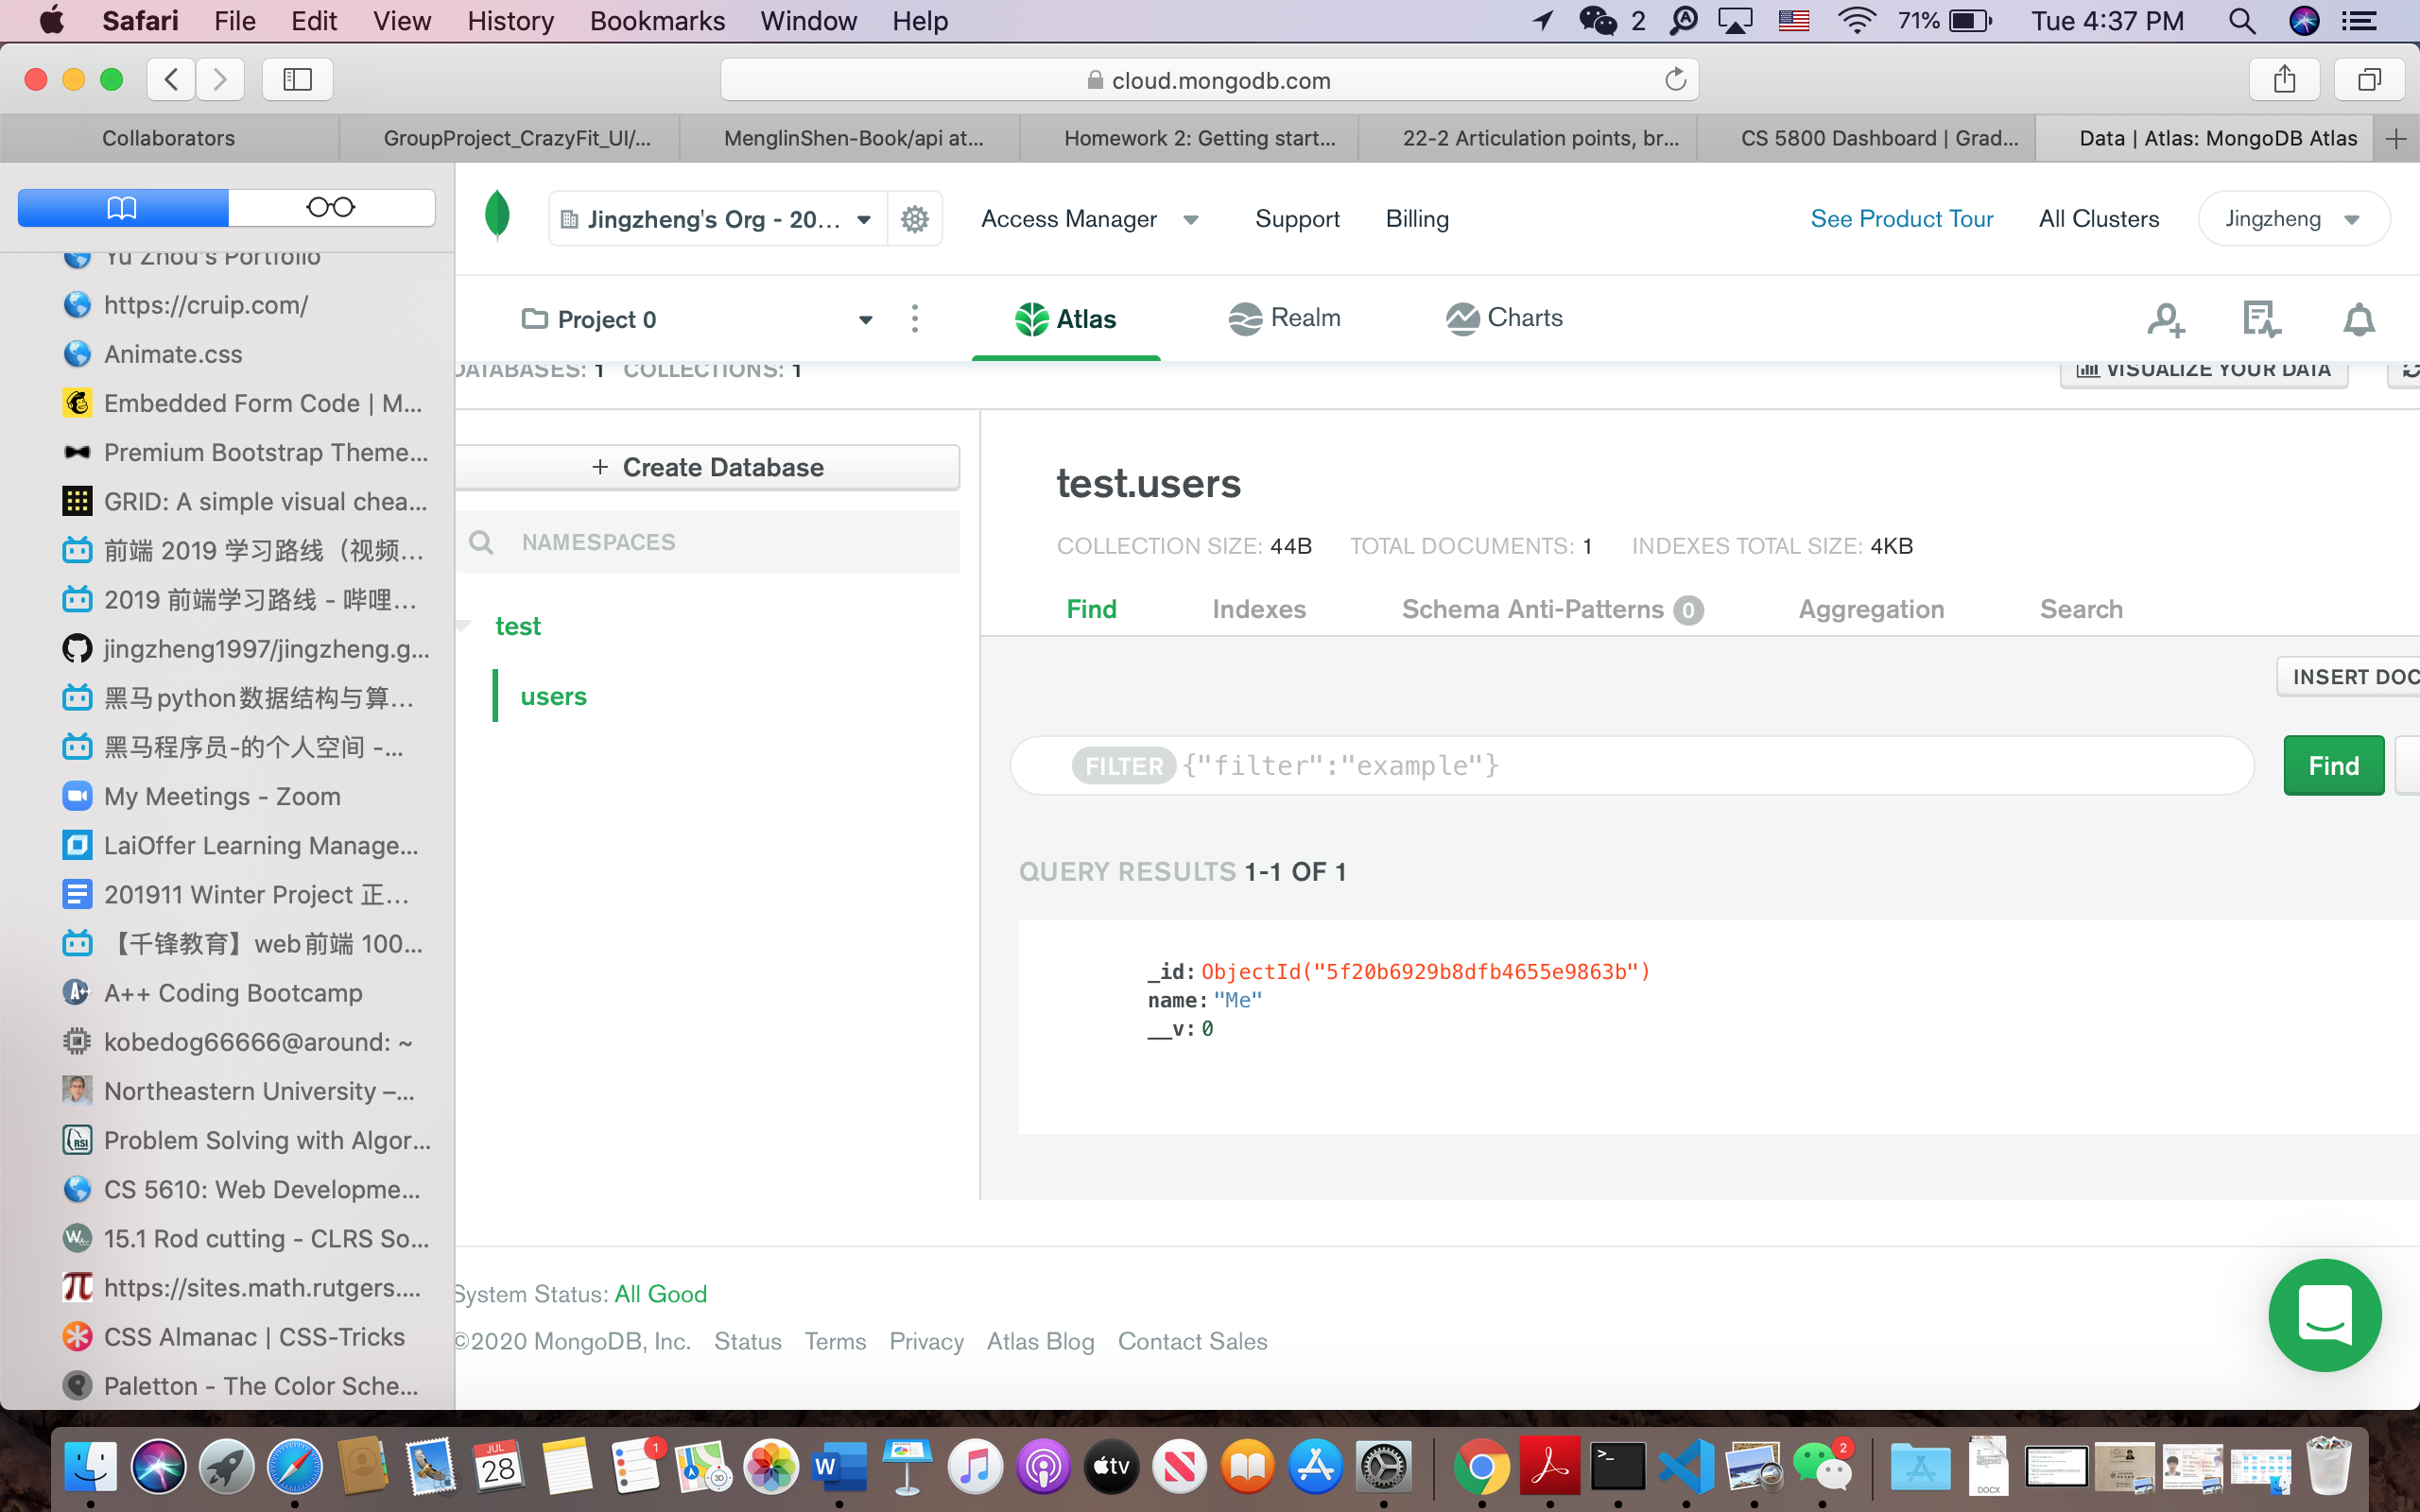 Safari File Edit View History Bookmarks Window Help 2 71% Tue 4:37 PM
cloud.mongodb.com
Collaborators GroupProject_CrazyFit_UI/... MenglinShen-Book/api at... Homework 2: Getting start... 22-2 Articulation points, br... CS 5800 Dashboard | Grad... Data | Atlas: MongoDB Atlas
Jingzheng's Org - 20... Access Manager Support Billing See Product Tour All Clusters Jingzheng
Project 0 Atlas Realm Charts
DATABASES: 1 COLLECTIONS: 1 VISUALIZE YOUR DATA
Yu Zhou's Portfolio
https://cruip.com/
Animate.css
Embedded Form Code | M...
Premium Bootstrap Theme...
GRID: A simple visual chea...
前端 2019 学习路线（视频...
2019 前端学习路线 - 哔哩...
jingzheng1997/jingzheng.g...
黑马python数据结构与算...
黑马程序员-的个人空间 -...
My Meetings - Zoom
LaiOffer Learning Manage...
201911 Winter Project 正...
【千锋教育】web前端 100...
A++ Coding Bootcamp
kobedog66666@around: ~
Northeastern University –...
Problem Solving with Algor...
CS 5610: Web Developme...
15.1 Rod cutting - CLRS So...
https://sites.math.rutgers....
CSS Almanac | CSS-Tricks
Paletton - The Color Sche...
+ Create Database
NAMESPACES
test
users
test.users
COLLECTION SIZE: 44B TOTAL DOCUMENTS: 1 INDEXES TOTAL SIZE: 4KB
Find Indexes Schema Anti-Patterns 0 Aggregation Search
INSERT DOC
FILTER {"filter":"example"} Find
QUERY RESULTS 1-1 OF 1
_id: ObjectId("5f20b6929b8dfb4655e9863b")
name: "Me"
__v: 0
System Status: All Good
©2020 MongoDB, Inc. Status Terms Privacy Atlas Blog Contact Sales
JUL
28
1
3D
W
tv
>_
2
DOCX